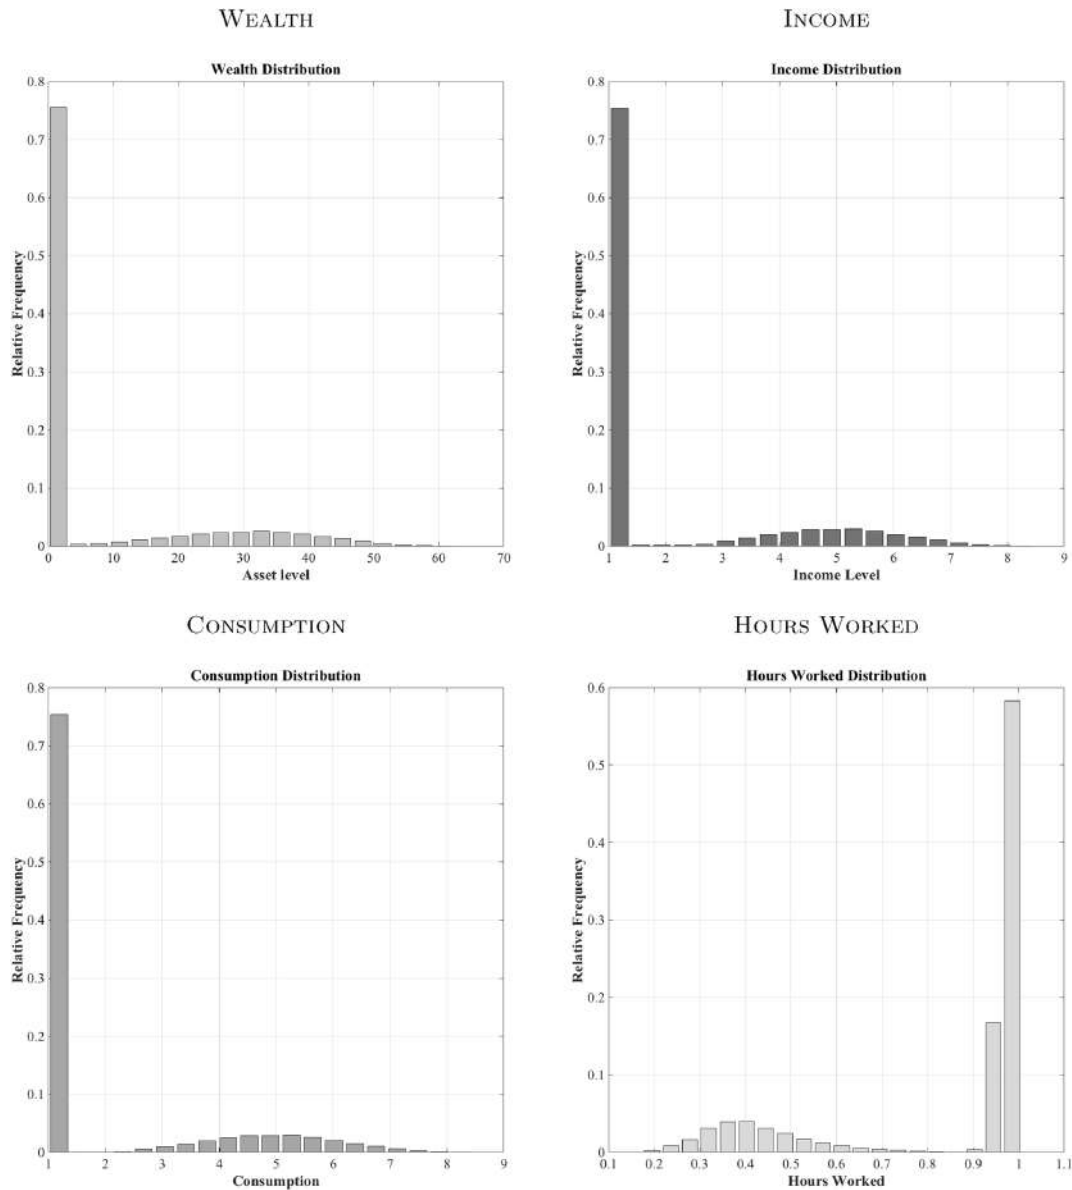 WEALTH
Wealth Distribution
Relative Frequency
0.8
0.7
0.6
0.5
0.4
0.3
0.2
0.1
0
0 10 20 30 40 50 60 70
Asset level
INCOME
Income Distribution
Relative Frequency
0.8
0.7
0.6
0.5
0.4
0.3
0.2
0.1
0
1 2 3 4 5 6 7 8 9
Income Level
CONSUMPTION
Consumption Distribution
Relative Frequency
0.8
0.7
0.6
0.5
0.4
0.3
0.2
0.1
0
1 2 3 4 5 6 7 8 9
Consumption
HOURS WORKED
Hours Worked Distribution
Relative Frequency
0.6
0.5
0.4
0.3
0.2
0.1
0
0.1 0.2 0.3 0.4 0.5 0.6 0.7 0.8 0.9 1 1.1
Hours Worked